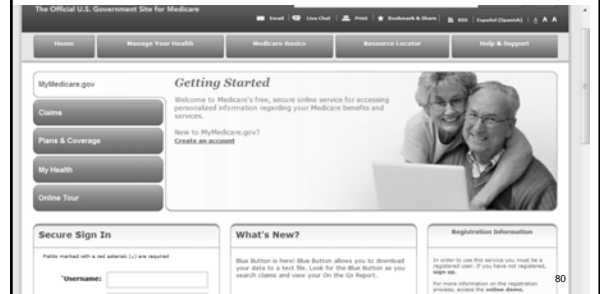 The Official U.S. Government Site for Medicare
Email | Live Chat | Print | Bookmark & Share | RSS | Español (Spanish) | A A A
Home
Manage Your Health
Medicare Basics
Resource Locator
Help & Support
MyMedicare.gov
Claims
Plans & Coverage
My Health
Online Tour
Getting Started
Welcome to Medicare's free, secure online service for accessing
personalized information regarding your Medicare benefits and
services.
New to MyMedicare.gov?
Create an account
Secure Sign In
Fields marked with a red asterisk (*) are required
*Username:
What's New?
Blue Button is here! Blue Button allows you to download
your data to a text file. Look for the Blue Button as you
search claims and view your On the Go Report.
Registration Information
In order to use this service you must be a
registered user. If you have not registered,
sign up.
For more information on the registration
process, access the online demo.
80